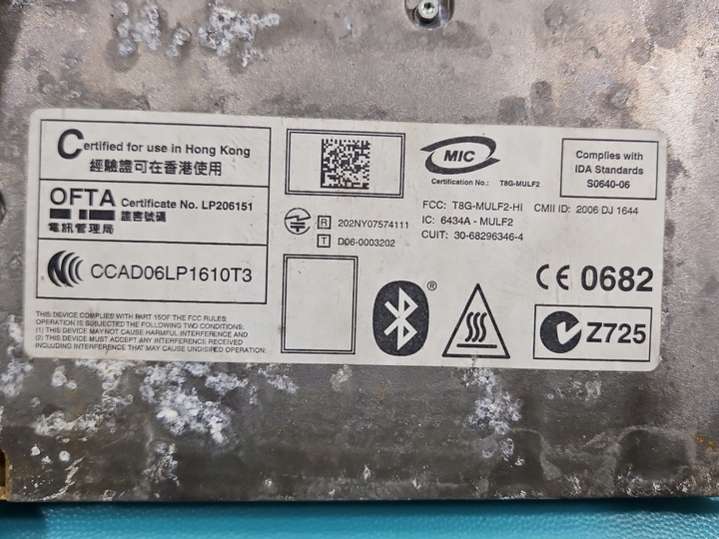 Certified for use in Hong Kong
經驗證可在香港使用
OFTA Certificate No. LP206151
證書號碼
電訊管理局
CCAD06LP1610T3
THIS DEVICE COMPLIED WITH PART 15OF THE FCC RULES
OPERATION IS SUBJECTED THE FOLLOWING TWO CONDITIONS:
(1) THIS DEVICE MAY NOT CAUSE HARMFUL INTERFERENCE AND
(2) THIS DEVICE MUST ACCEPT ANY INTERFERENCE RECEIVED
INCLUDING INTERFERENCE THAT MAY CAUSE UNDISIRED OPERATION:
R 202NY07574111
T D06-0003202
MIC
Certification No.: T8G-MULF2
FCC: T8G-MULF2-HI CMII ID: 2006 DJ 1644
IC: 6434A - MULF2
CUIT: 30-68296346-4
Complies with
IDA Standards
S0640-06
CE 0682
®
Z725